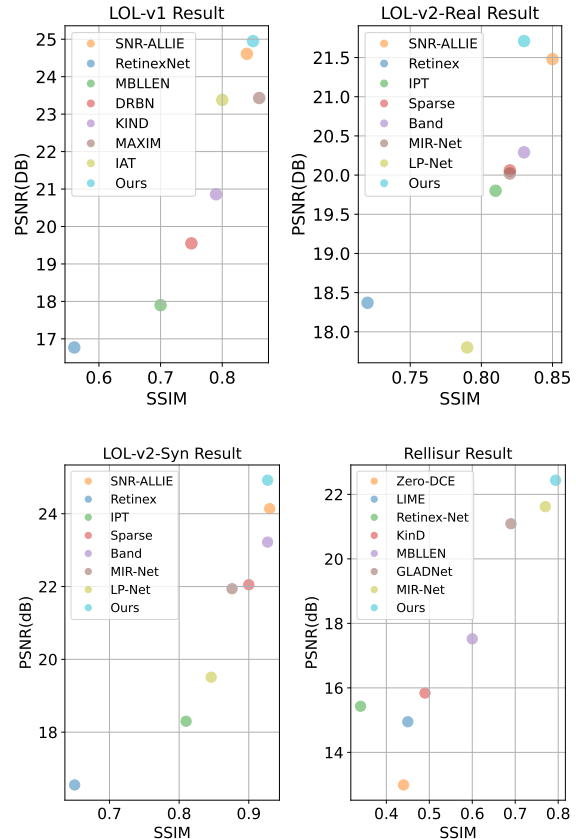 LOL-v1 Result
25
24
23
22
21
20
19
18
17
PSNR(DB)
SNR-ALLIE
RetinexNet
MBLLEN
DRBN
KIND
MAXIM
IAT
Ours
0.6 0.7 0.8
SSIM
LOL-v2-Real Result
21.5
21.0
20.5
20.0
19.5
19.0
18.5
18.0
PSNR(DB)
SNR-ALLIE
Retinex
IPT
Sparse
Band
MIR-Net
LP-Net
Ours
0.75 0.80 0.85
SSIM
LOL-v2-Syn Result
24
22
20
18
PSNR(dB)
SNR-ALLIE
Retinex
IPT
Sparse
Band
MIR-Net
LP-Net
Ours
0.7 0.8 0.9
SSIM
Rellisur Result
22
20
18
16
14
PSNR(dB)
Zero-DCE
LIME
Retinex-Net
KinD
MBLLEN
GLADNet
MIR-Net
Ours
0.4 0.5 0.6 0.7 0.8
SSIM